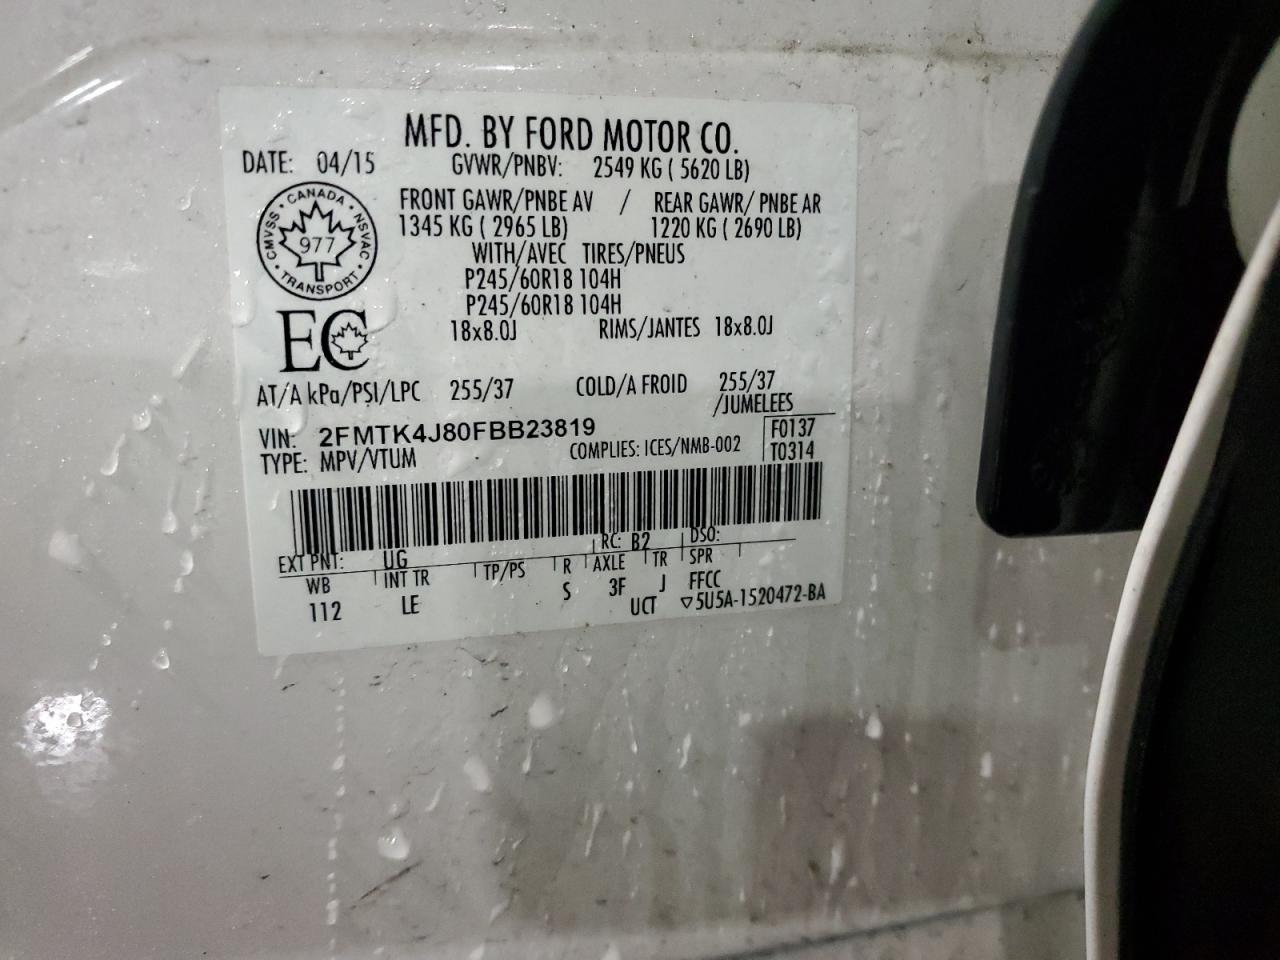 MFD. BY FORD MOTOR CO.
DATE: 04/15 GVWR/PNBV: 2549 KG ( 5620 LB)
FRONT GAWR/PNBE AV / REAR GAWR/ PNBE AR
1345 KG ( 2965 LB) 1220 KG ( 2690 LB)
WITH/AVEC TIRES/PNEUS
P245/60R18 104H
P245/60R18 104H
18x8.0J RIMS/JANTES 18x8.0J
CANADA
CMVSS NSVAC
977
TRANSPORT
EC
AT/A kPa/PSI/LPC 255/37 COLD/A FROID 255/37
/JUMELEES
VIN: 2FMTK4J80FBB23819 F0137
TYPE: MPV/VTUM COMPLIES: ICES/NMB-002 T0314
EXT PNT: UG RC: B2 DSO:
WB INT TR TP/PS R AXLE TR SPR
112 LE S 3F J FFCC
UCT ▽5U5A-1520472-BA